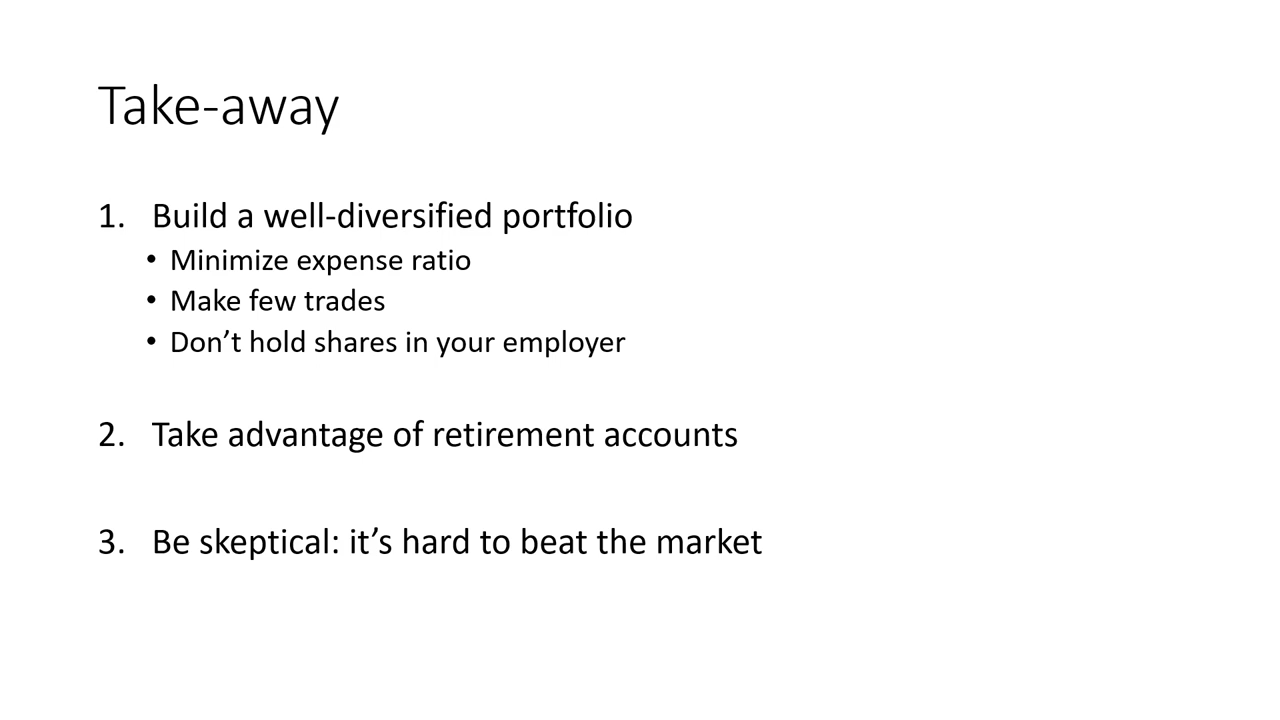 Take-away
1. Build a well-diversified portfolio
• Minimize expense ratio
• Make few trades
• Don’t hold shares in your employer
2. Take advantage of retirement accounts
3. Be skeptical: it’s hard to beat the market